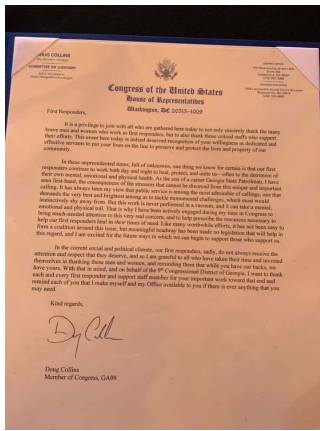 DOUG COLLINS
COMMITTEE ON JUDICIARY
Congress of the United States
House of Representatives
Washington, DC 20515–1009
First Responders,
It is a privilege to join with all who are gathered here today to not only sincerely thank the many
brave men and women who work as first responders, but to also thank those critical staffs who support
their efforts. This event here today is indeed deserved recognition of your willingness as dedicated and
effective servants to put your lives on the line to preserve and protect the lives and property of our
community.
In these unprecedented times, full of unknowns, one thing we know for certain is that our first
responders continue to work both day and night to heal, protect, and unite us—often to the detriment of
their own mental, emotional and physical health. As the son of a career Georgia State Patrolman, I have
seen first-hand, the consequences of the stressors that cannot be divorced from this unique and important
calling. It has always been my view that public service is among the most admirable of callings, one that
demands the very best and brightest among us to tackle monumental challenges, which most would
instinctively shy away from. But this work is never performed in a vacuum, and can take a mental,
emotional and physical toll. That is why I have been actively engaged during my time in Congress to
bring much-needed attention to this very real concern, and to help prescribe the resources necessary to
help our first responders heal in their times of need. Like many worthwhile efforts, it has not been easy to
form a coalition around this issue, but meaningful headway has been made on legislation that will help in
this regard, and I am excited for the future ways in which we can begin to support those who support us.
In the current social and political climate, our first responders, sadly, do not always receive the
attention and respect that they deserve, and so I am grateful to all who have taken their time and invested
themselves in thanking these men and women, and reminding them that while you have our backs, we
have yours. With that in mind, and on behalf of the 9th Congressional District of Georgia, I want to thank
each and every first responder and support staff member for your important work toward that end and
remind each of you that I make myself and my Office available to you if there is ever anything that you
may need.
Kind regards,
Doug Collins
Member of Congress, GA09